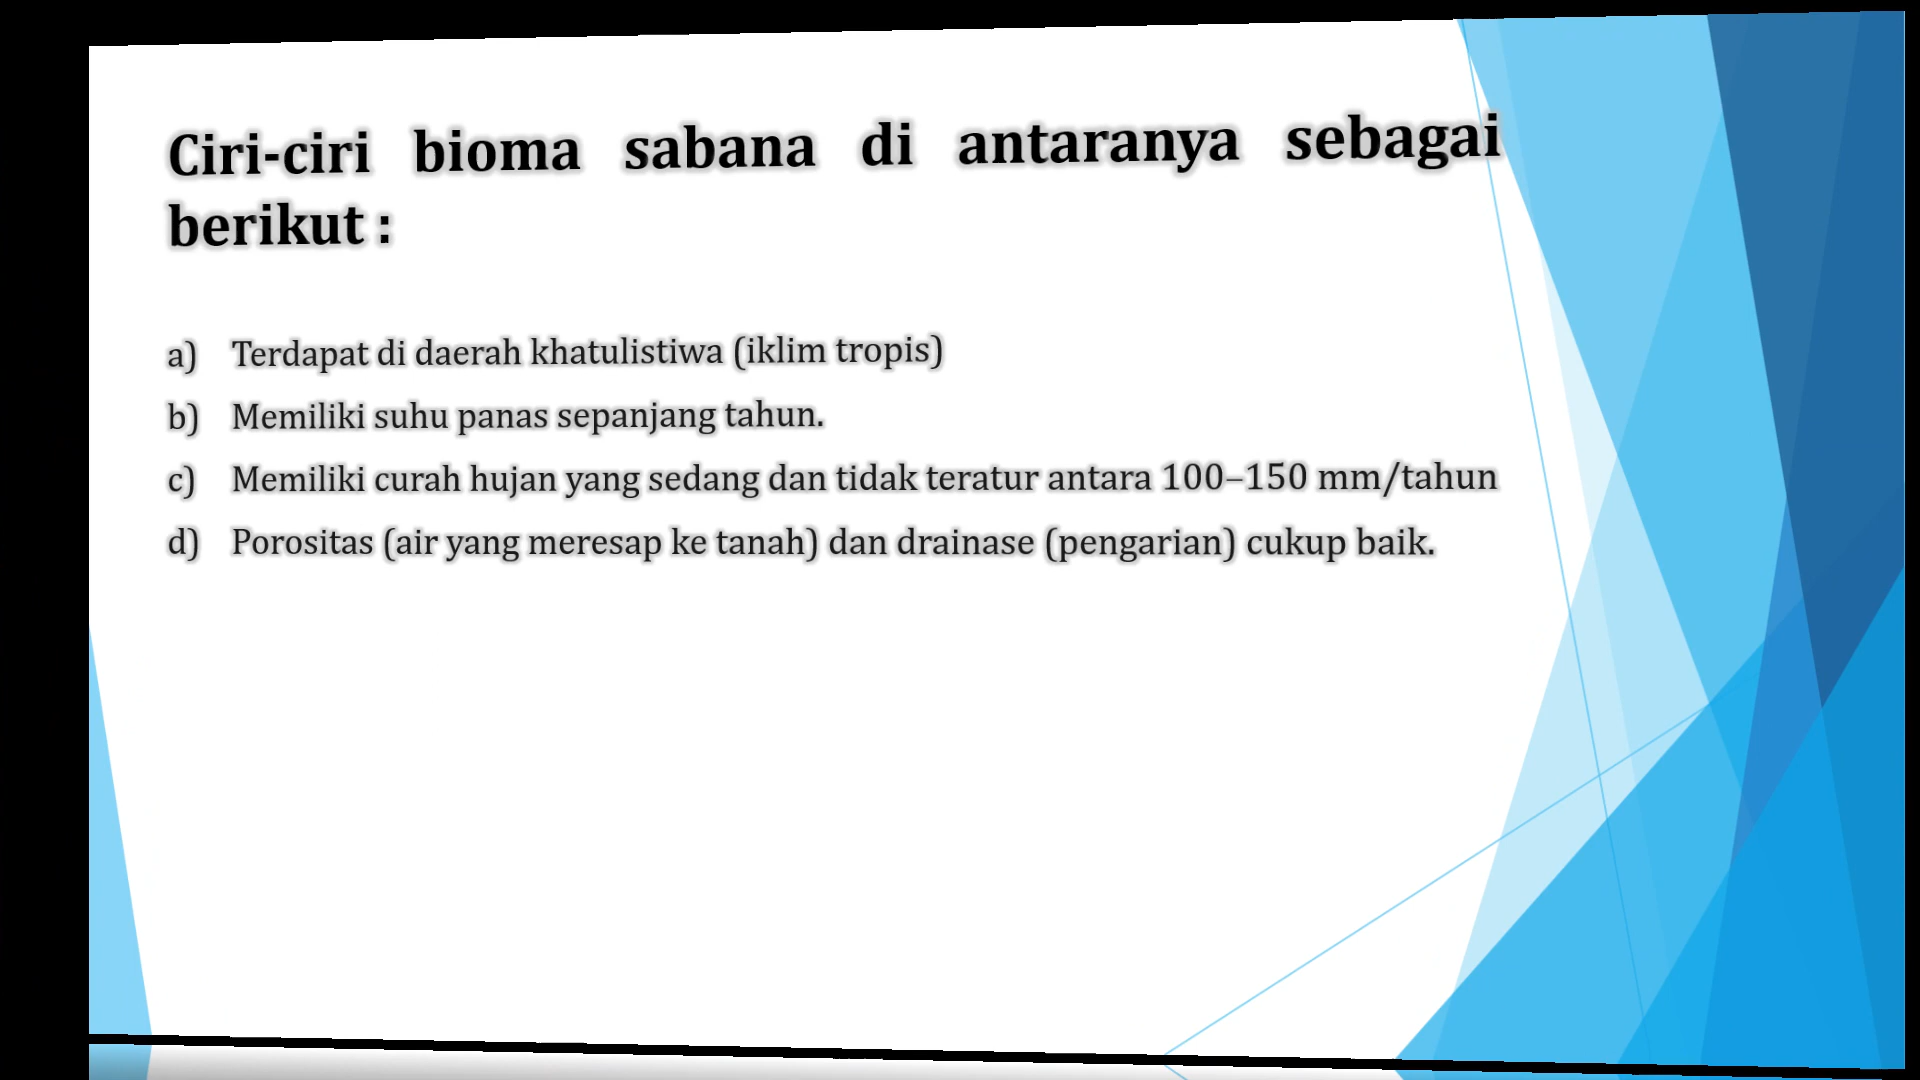 Ciri-ciri bioma sabana di antaranya sebagai
berikut :
a) Terdapat di daerah khatulistiwa (iklim tropis)
b) Memiliki suhu panas sepanjang tahun.
c) Memiliki curah hujan yang sedang dan tidak teratur antara 100–150 mm/tahun
d) Porositas (air yang meresap ke tanah) dan drainase (pengarian) cukup baik.